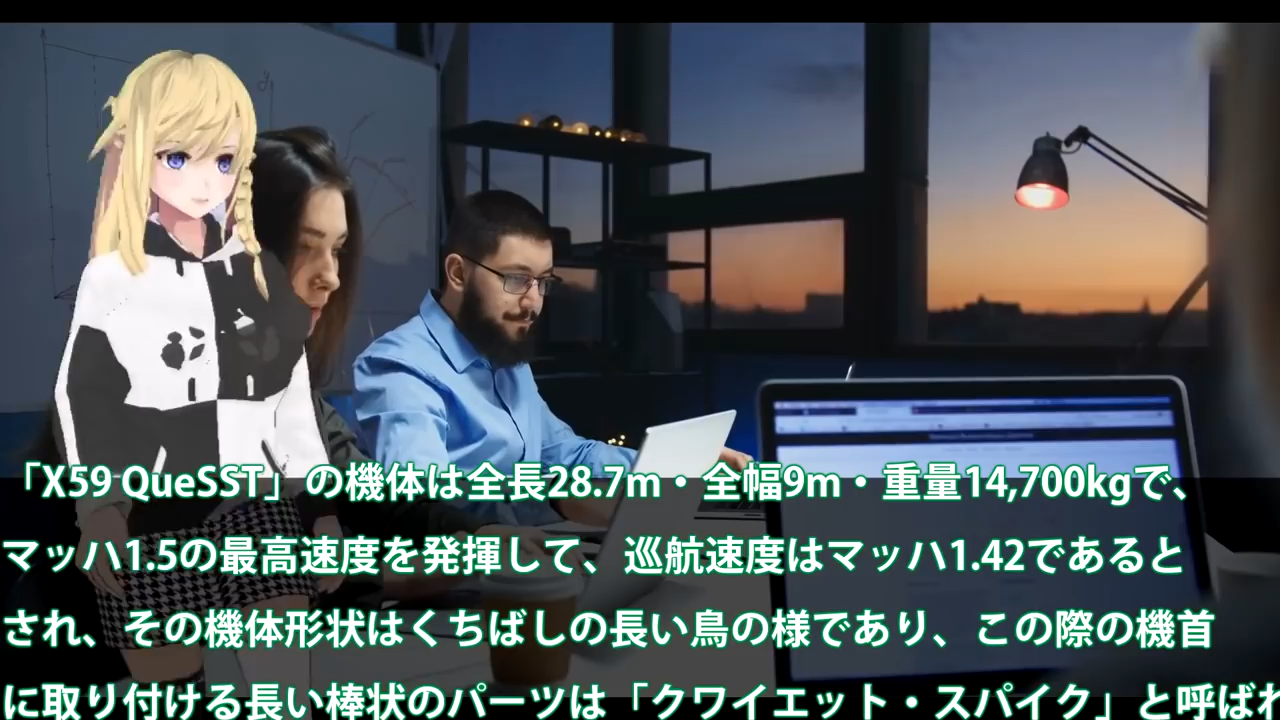 「X59 QueSST」の機体は全長28.7m・全幅9m・重量14,700kgで、
マッハ1.5の最高速度を発揮して、巡航速度はマッハ1.42であると
され、その機体形状はくちばしの長い鳥の様であり、この際の機首
に取り付ける長い棒状のパーツは「クワイエット・スパイク」と呼ばれ